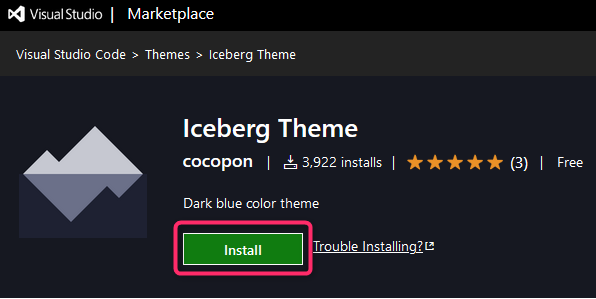 Visual Studio | Marketplace
Visual Studio Code > Themes > Iceberg Theme
Iceberg Theme
cocopon | 3,922 installs | (3) | Free
Dark blue color theme
Install Trouble Installing?